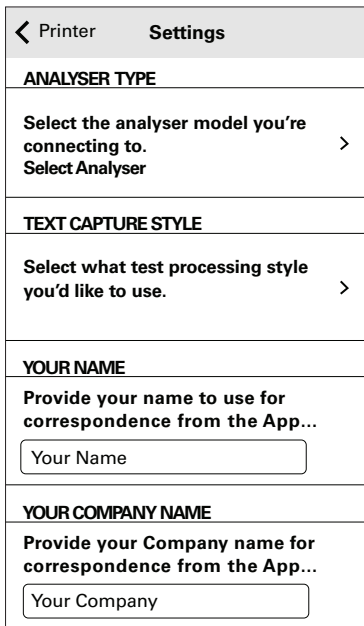 Printer Settings
ANALYSER TYPE
Select the analyser model you're
connecting to.
Select Analyser
TEXT CAPTURE STYLE
Select what test processing style
you'd like to use.
YOUR NAME
Provide your name to use for
correspondence from the App...
Your Name
YOUR COMPANY NAME
Provide your Company name for
correspondence from the App...
Your Company